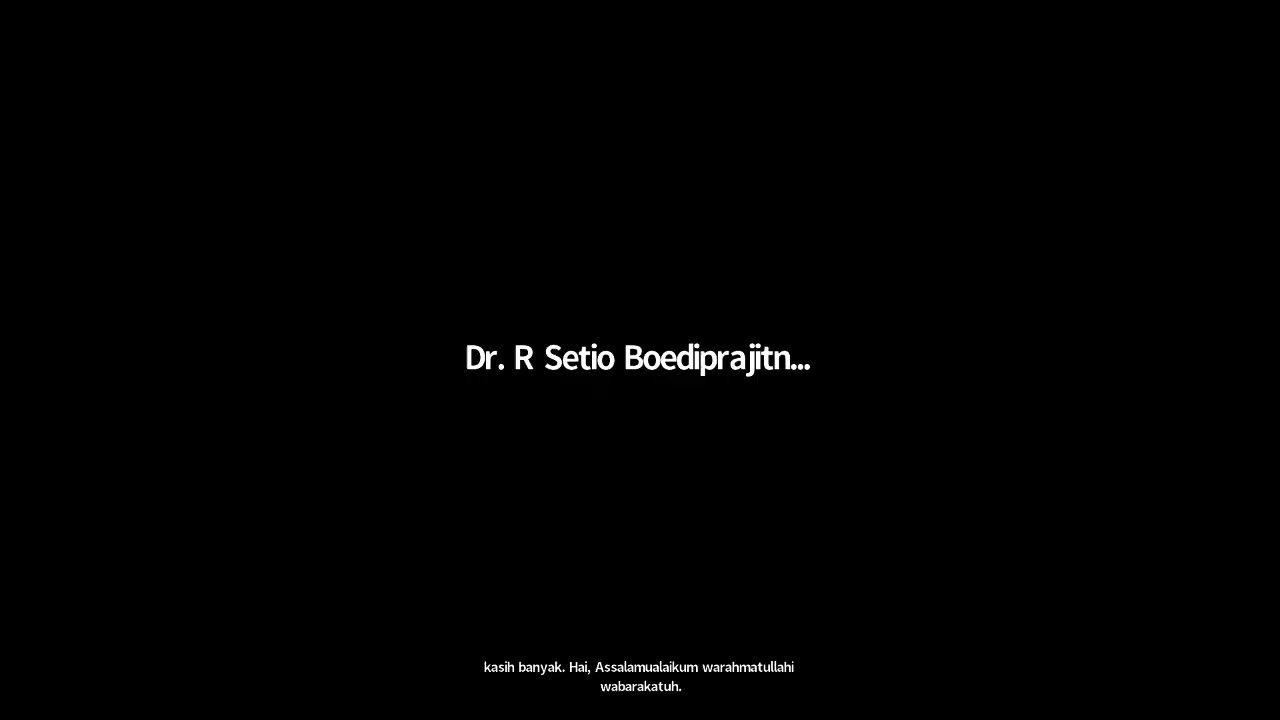 Dr. R Setio Boediprajitn...
kasih banyak. Hai, Assalamualaikum warahmatullahi
wabarakatuh.